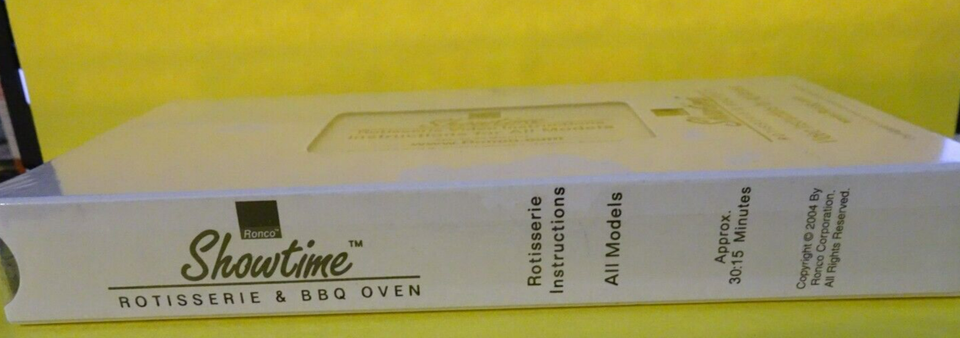 Ronco™
Showtime™
ROTISSERIE & BBQ OVEN
Rotisserie
Instructions
All Models
Approx.
30:15 Minutes
Copyright © 2004 By
Ronco Corporation.
All Rights Reserved.